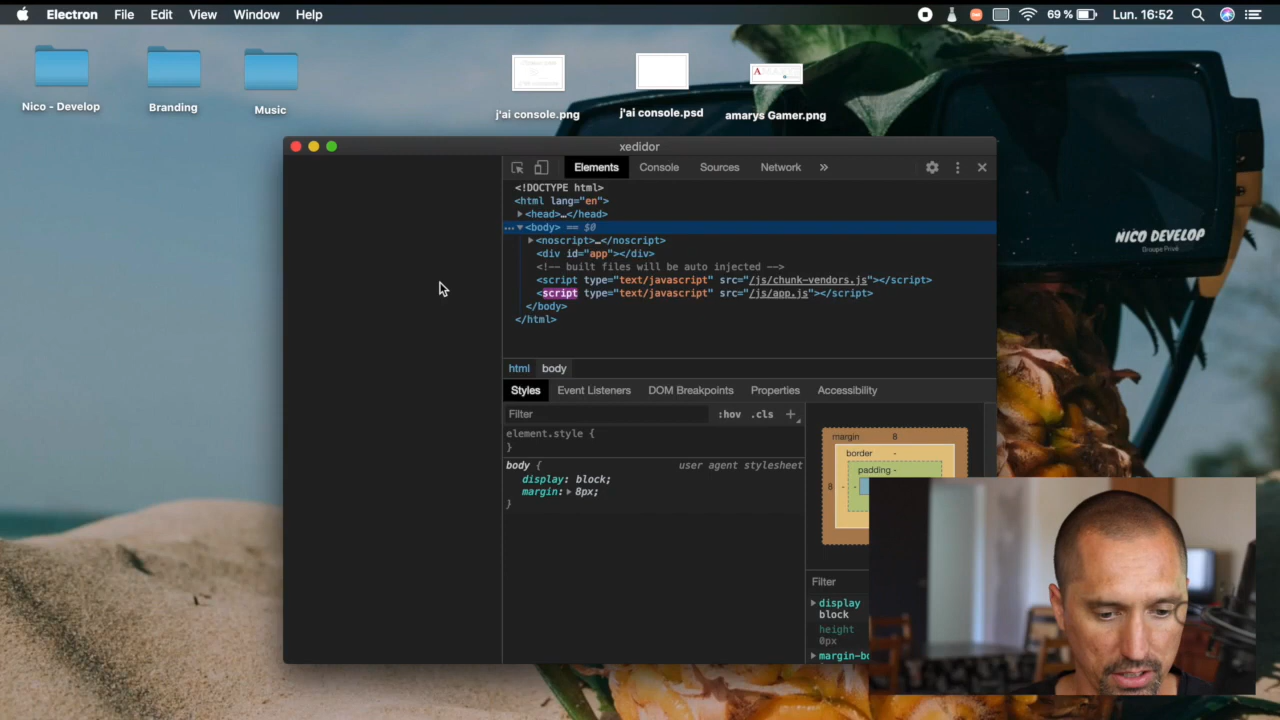 Electron File Edit View Window Help
69 % Lun. 16:52
Nico - Develop
Branding
Music
j'ai console.png
j'ai console.psd
amarys Gamer.png
NICO DEVELOP
Groupe Privé
xedidor
Elements Console Sources Network »
<!DOCTYPE html>
<html lang="en">
<head>…</head>
<body> == $0
<noscript>…</noscript>
<div id="app"></div>
<!-- built files will be auto injected -->
<script type="text/javascript" src="/js/chunk-vendors.js"></script>
<script type="text/javascript" src="/js/app.js"></script>
</body>
</html>
html body
Styles Event Listeners DOM Breakpoints Properties Accessibility
Filter :hov .cls +
element.style {
}
body { user agent stylesheet
display: block;
margin: 8px;
}
margin 8
border -
padding -
8 - -
Filter
display
block
height
0px
margin-bo